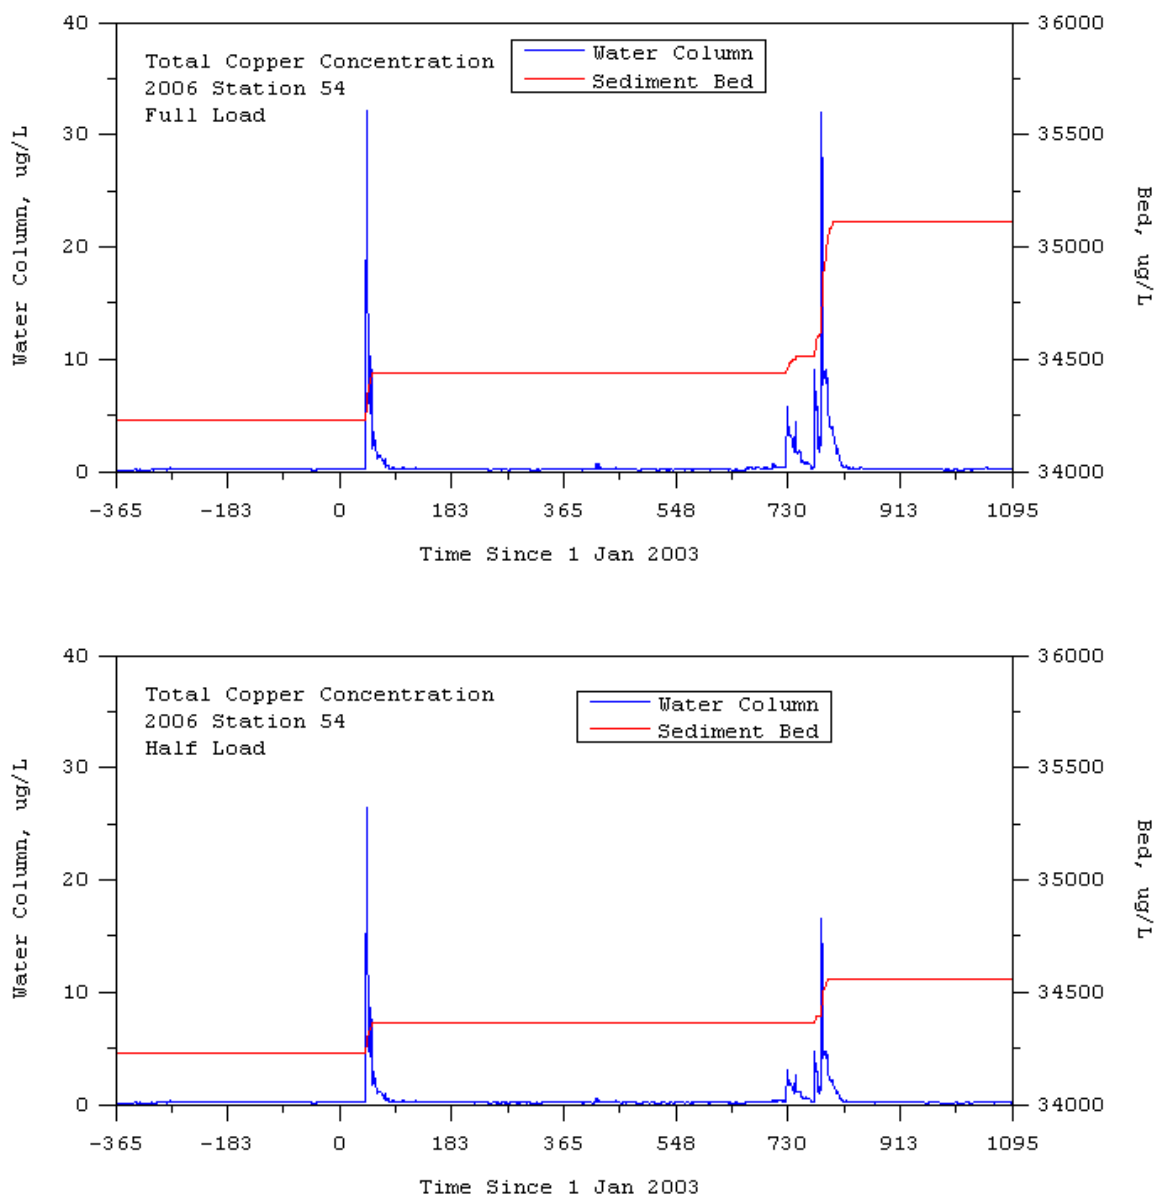 40
36000
Total Copper Concentration
2006 Station 54
Full Load
Water Column
Sediment Bed
30
35500
20
35000
10
34500
0
34000
Water Column, ug/L
Bed, ug/L
-365 -183 0 183 365 548 730 913 1095
Time Since 1 Jan 2003
40
36000
Total Copper Concentration
2006 Station 54
Half Load
Water Column
Sediment Bed
30
35500
20
35000
10
34500
0
34000
Water Column, ug/L
Bed, ug/L
-365 -183 0 183 365 548 730 913 1095
Time Since 1 Jan 2003